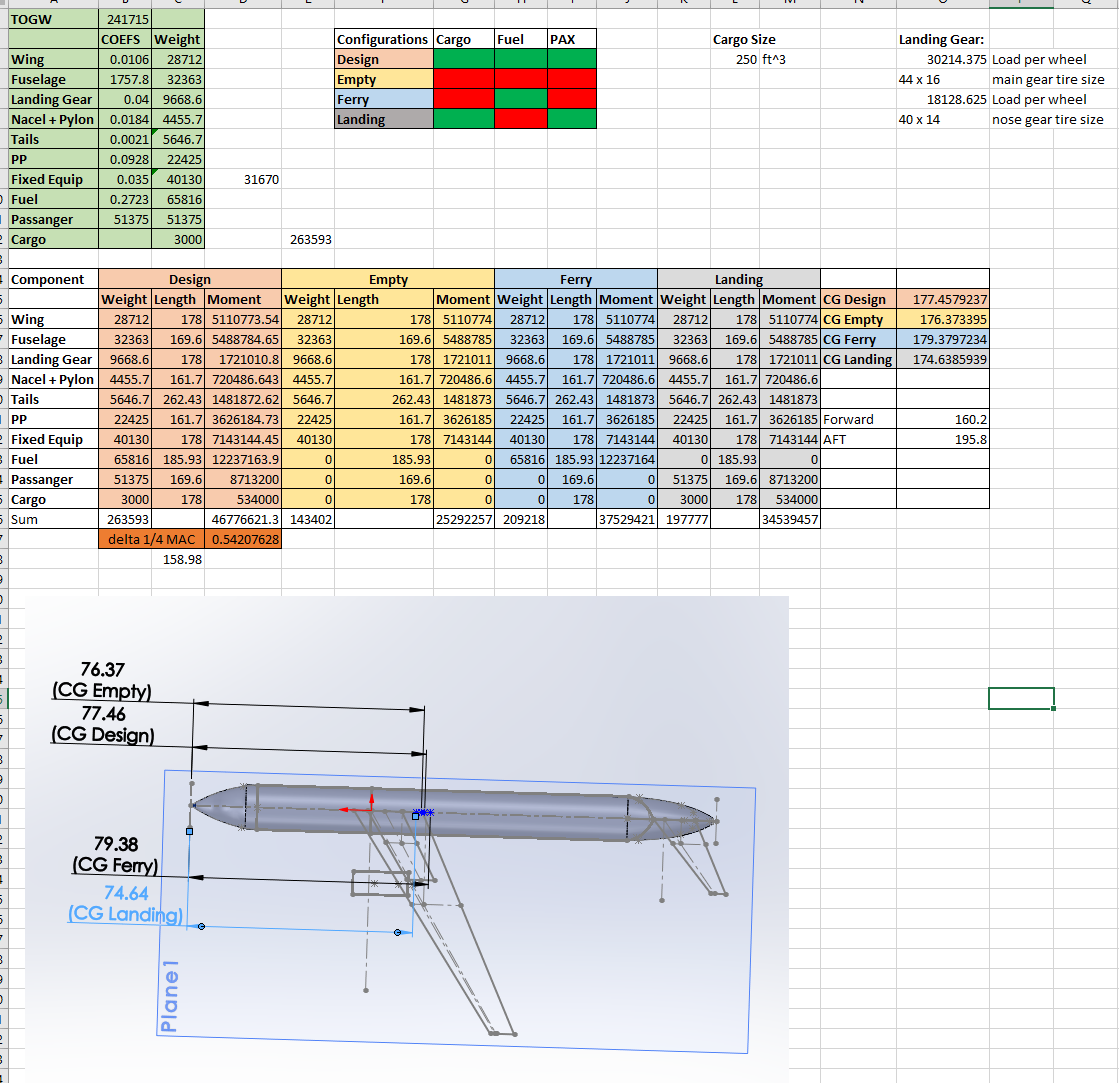 TOGW 241715
COEFS Weight Configurations Cargo Fuel PAX Cargo Size Landing Gear:
Wing 0.0106 28712 Design 250 ft^3 30214.375 Load per wheel
Fuselage 1757.8 32363 Empty 44 x 16 main gear tire size
Landing Gear 0.04 9668.6 Ferry 18128.625 Load per wheel
Nacel + Pylon 0.0184 4455.7 Landing 40 x 14 nose gear tire size
Tails 0.0021 5646.7
PP 0.0928 22425
Fixed Equip 0.035 40130 31670
Fuel 0.2723 65816
Passanger 51375 51375
Cargo 3000 263593
Component Design Empty Ferry Landing
Weight Length Moment Weight Length Moment Weight Length Moment Weight Length Moment CG Design 177.4579237
Wing 28712 178 5110773.54 28712 178 5110774 28712 178 5110774 28712 178 5110774 CG Empty 176.373395
Fuselage 32363 169.6 5488784.65 32363 169.6 5488785 32363 169.6 5488785 32363 169.6 5488785 CG Ferry 179.3797234
Landing Gear 9668.6 178 1721010.8 9668.6 178 1721011 9668.6 178 1721011 9668.6 178 1721011 CG Landing 174.6385939
Nacel + Pylon 4455.7 161.7 720486.643 4455.7 161.7 720486.6 4455.7 161.7 720486.6 4455.7 161.7 720486.6
Tails 5646.7 262.43 1481872.62 5646.7 262.43 1481873 5646.7 262.43 1481873 5646.7 262.43 1481873
PP 22425 161.7 3626184.73 22425 161.7 3626185 22425 161.7 3626185 22425 161.7 3626185 Forward 160.2
Fixed Equip 40130 178 7143144.45 40130 178 7143144 40130 178 7143144 40130 178 7143144 AFT 195.8
Fuel 65816 185.93 12237163.9 0 185.93 0 65816 185.93 12237164 0 185.93 0
Passanger 51375 169.6 8713200 0 169.6 0 0 169.6 0 51375 169.6 8713200
Cargo 3000 178 534000 0 178 0 0 178 0 3000 178 534000
Sum 263593 46776621.3 143402 25292257 209218 37529421 197777 34539457
delta 1/4 MAC 0.54207628
158.98
76.37
(CG Empty)
77.46
(CG Design)
79.38
(CG Ferry)
74.64
(CG Landing)
Plane1